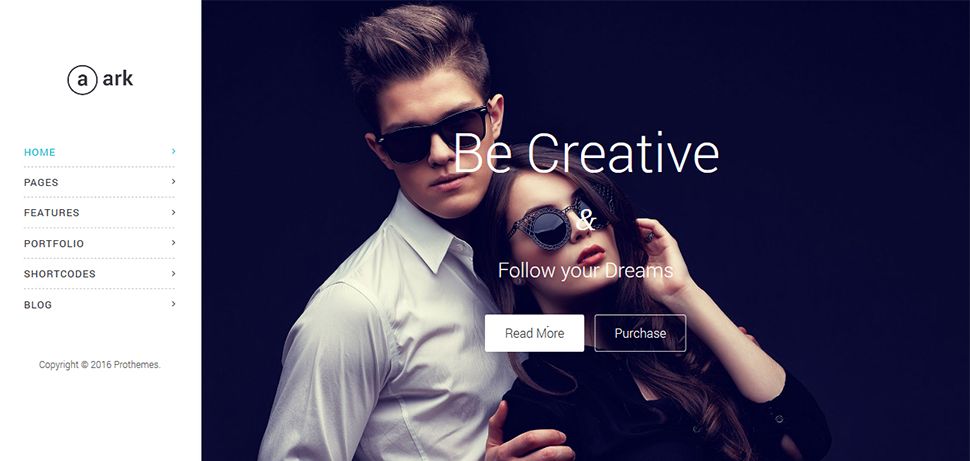 a ark
HOME
PAGES
FEATURES
PORTFOLIO
SHORTCODES
BLOG
Copyright © 2016 Prothemes.
Be Creative
&
Follow your Dreams
Read More
Purchase